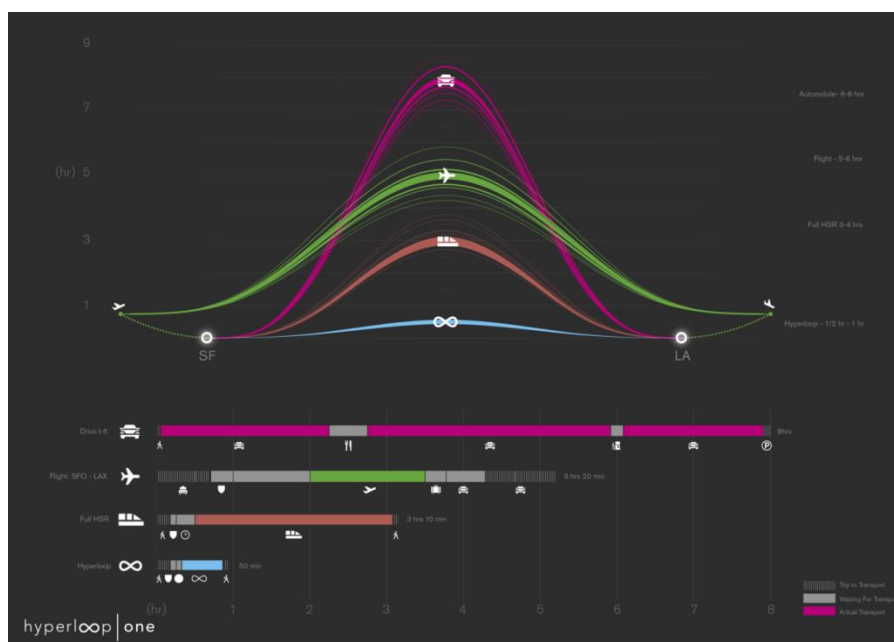 9
Automobile- 6-8 hrs
7
Flight - 5-6 hrs
(hr) 5
Full HSR 3-4 hrs
3
1
Hyperloop - 1/2 hr - 1 hr
SF
LA
Drive I-5
8hrs
P
Flight: SFO - LAX
5 hrs 20 min
Full HSR
3 hrs 10 min
Hyperloop
50 min
Trip to Transport
Waiting For Transpo
Actual Transport
(hr) 1 2 3 4 5 6 7 8
hyperloop | one